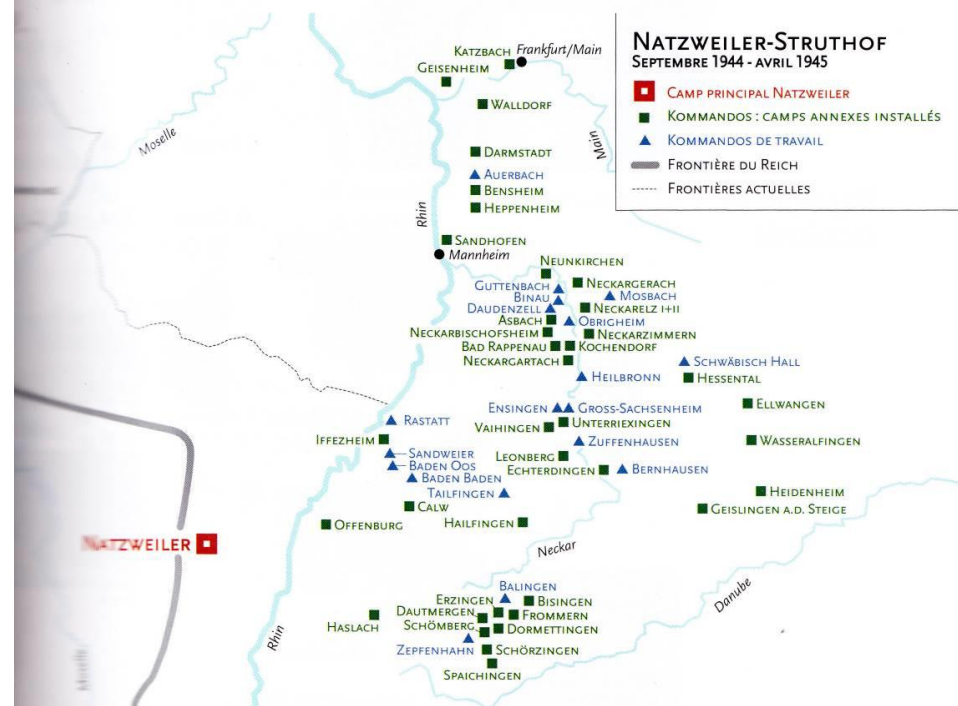 NATZWEILER-STRUTHOF
SEPTEMBRE 1944 - AVRIL 1945
CAMP PRINCIPAL NATZWEILER
KOMMANDOS : CAMPS ANNEXES INSTALLÉS
KOMMANDOS DE TRAVAIL
FRONTIÈRE DU REICH
FRONTIÈRES ACTUELLES
KATZBACH
Frankfurt/Main
GEISENHEIM
WALLDORF
Moselle
Main
DARMSTADT
AUERBACH
BENSHEIM
HEPPENHEIM
Rhin
SANDHOFEN
Mannheim
NEUNKIRCHEN
GUTTENBACH
NECKARGERACH
BINAU
MOSBACH
DAUDENZELL
NECKARELZ I+II
ASBACH
OBRIGHEIM
NECKARBISCHOFSHEIM
NECKARZIMMERN
BAD RAPPENAU
KOCHENDORF
NECKARGARTACH
SCHWÄBISCH HALL
HEILBRONN
HESSENTAL
ENSINGEN
GROSS-SACHSENHEIM
ELLWANGEN
RASTATT
VAIHINGEN
UNTERRIEXINGEN
IFFEZHEIM
ZUFFENHAUSEN
WASSERALFINGEN
SANDWEIER
LEONBERG
BADEN OOS
ECHTERDINGEN
BERNHAUSEN
BADEN BADEN
TAILFINGEN
HEIDENHEIM
CALW
GEISLINGEN A.D. STEIGE
OFFENBURG
HAILFINGEN
NATZWEILER
Neckar
BALINGEN
Danube
ERZINGEN
BISINGEN
DAUTMERGEN
FROMMERN
HASLACH
SCHÖMBERG
DORMETTINGEN
Rhin
ZEPFENHAHN
SCHÖRZINGEN
Moselle
SPAICHINGEN